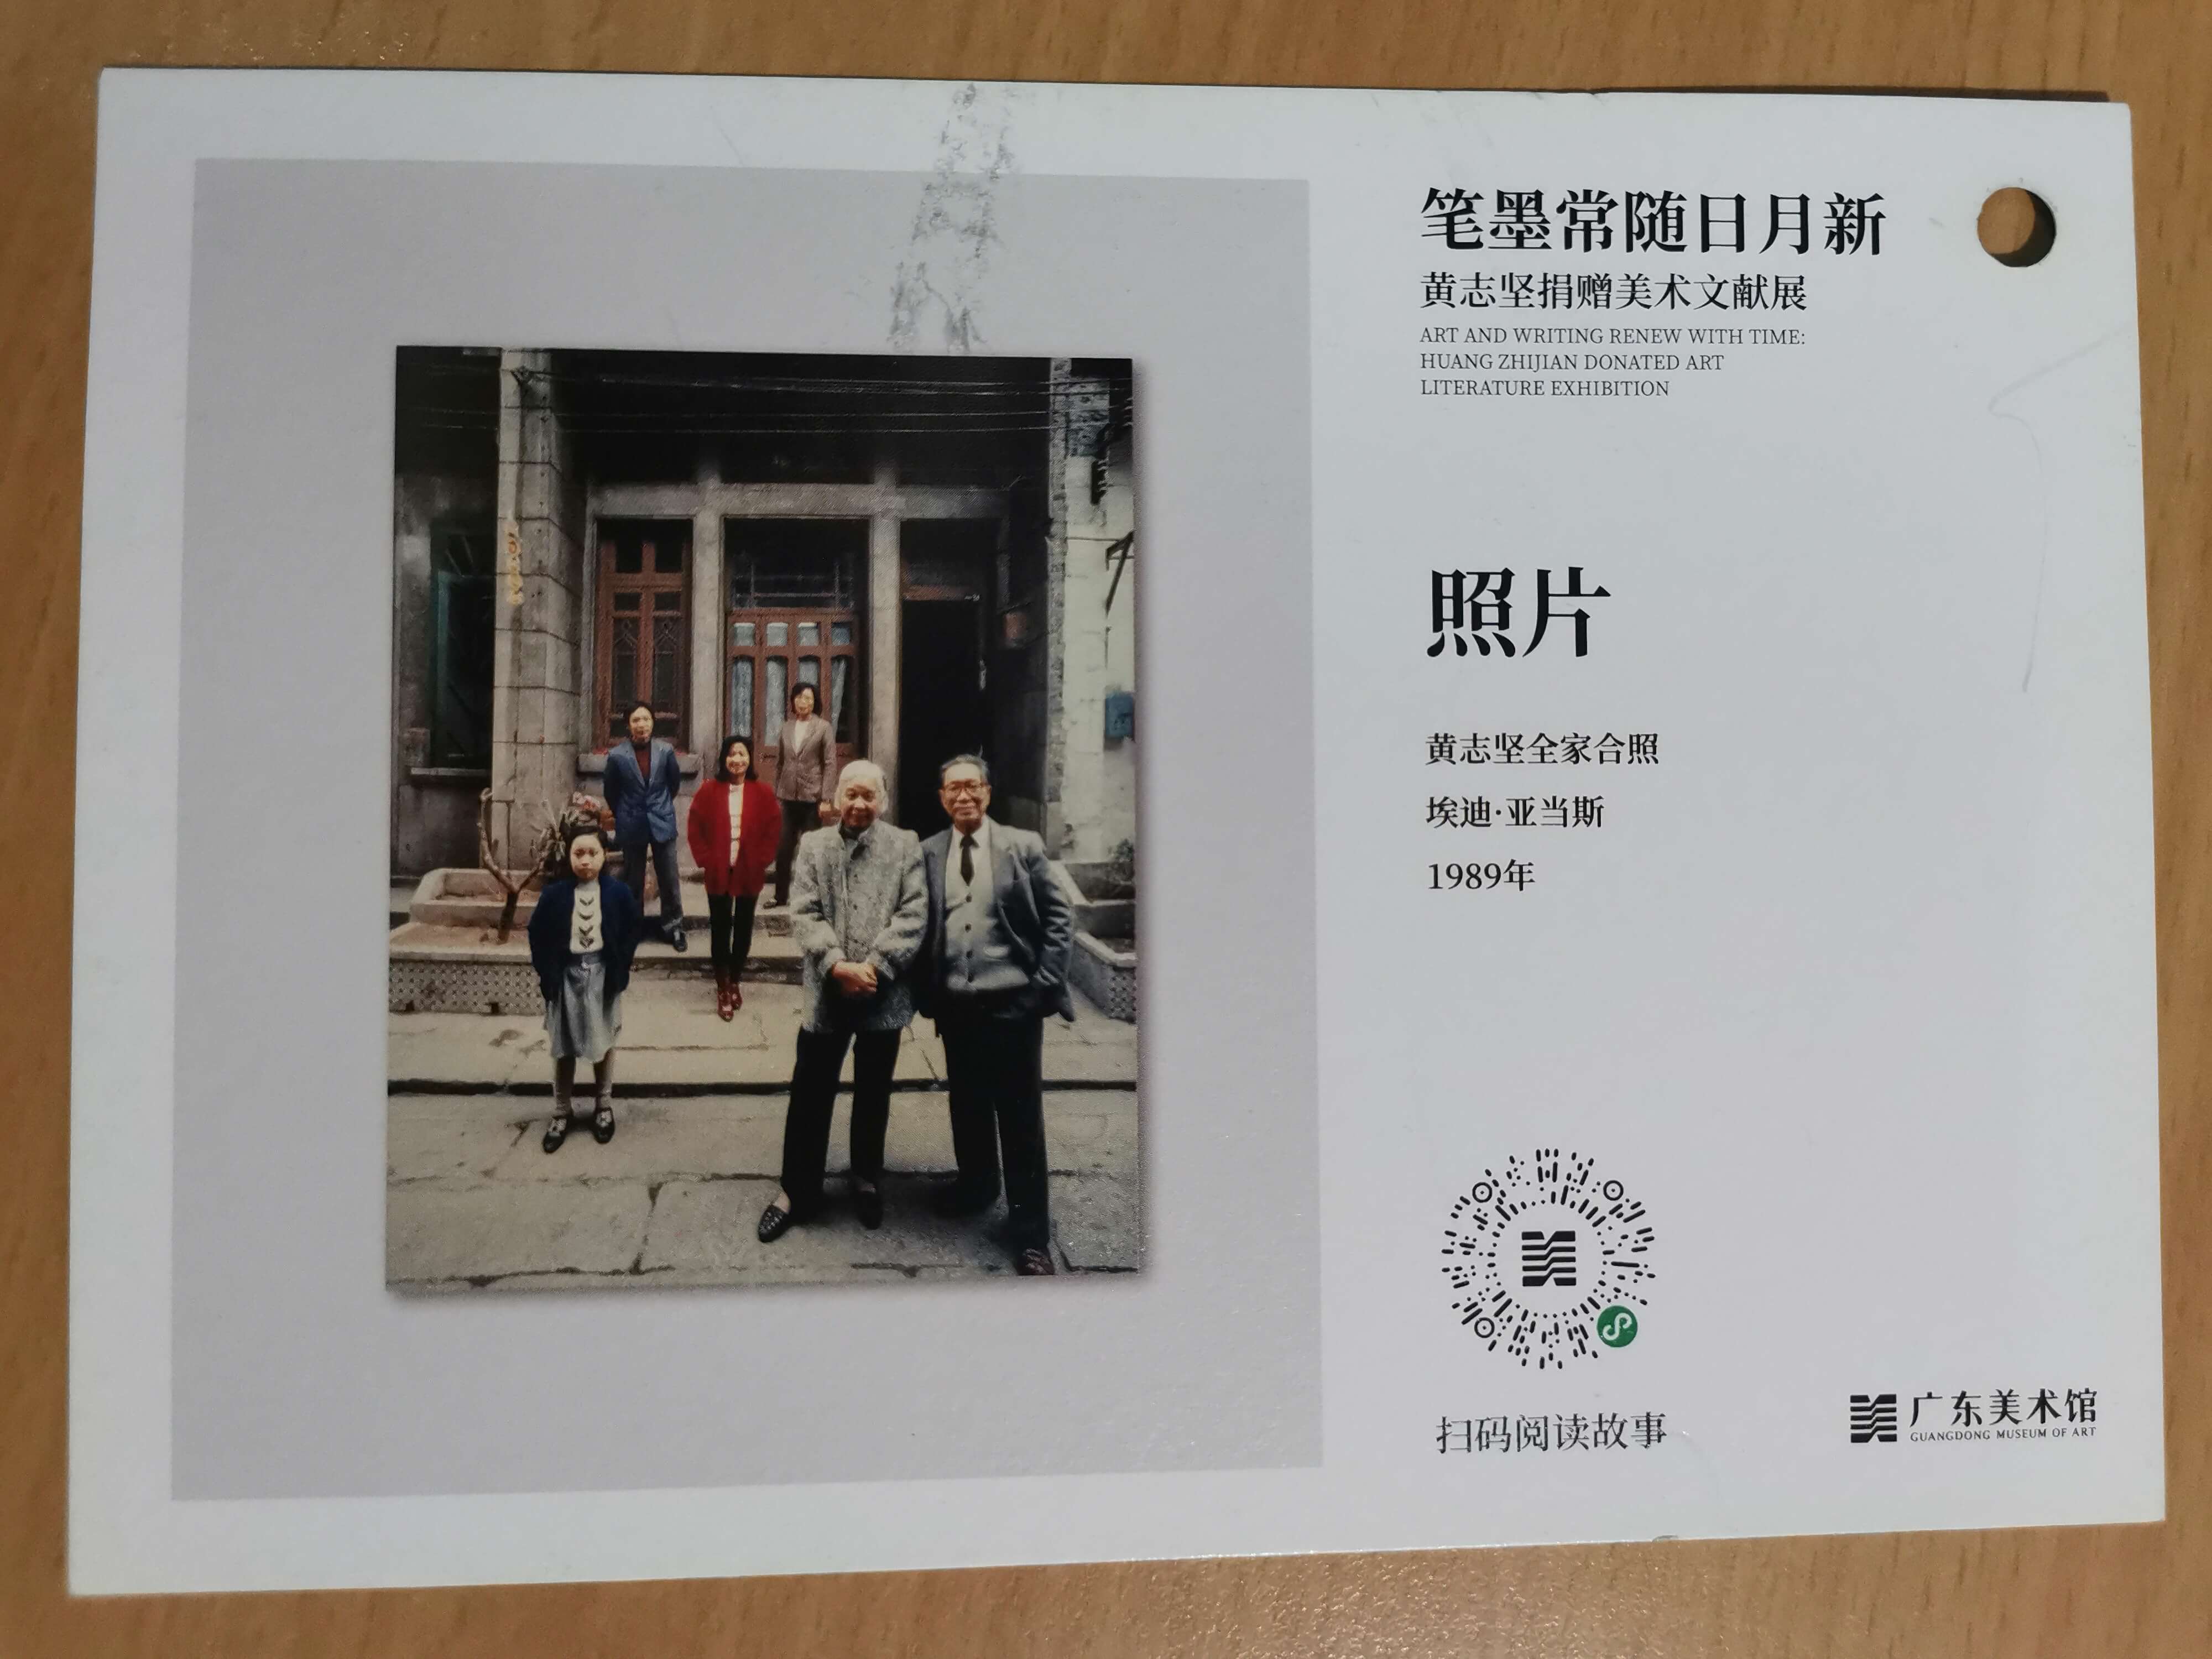 笔墨常随日月新
黄志坚捐赠美术文献展
ART AND WRITING RENEW WITH TIME:
HUANG ZHIJIAN DONATED ART
LITERATURE EXHIBITION
照片
黄志坚全家合照
埃迪·亚当斯
1989年
扫码阅读故事
广东美术馆
GUANGDONG MUSEUM OF ART